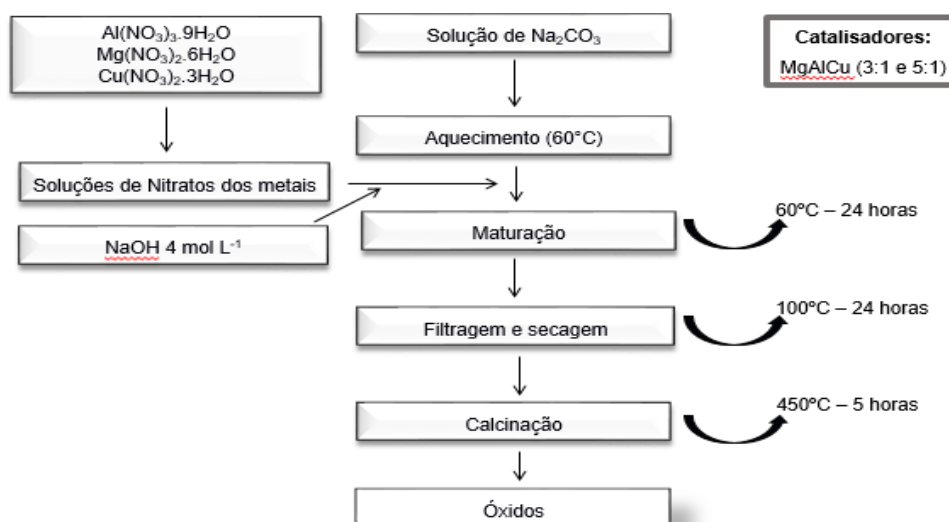 Al(NO₃)₃.9H₂O
Mg(NO₃)₂.6H₂O
Cu(NO₃)₂.3H₂O
Soluções de Nitratos dos metais
NaOH 4 mol L⁻¹
Solução de Na₂CO₃
Aquecimento (60°C)
Maturação
60ºC – 24 horas
Filtragem e secagem
100ºC – 24 horas
Calcinação
450ºC – 5 horas
Óxidos
Catalisadores:
MgAlCu (3:1 e 5:1)